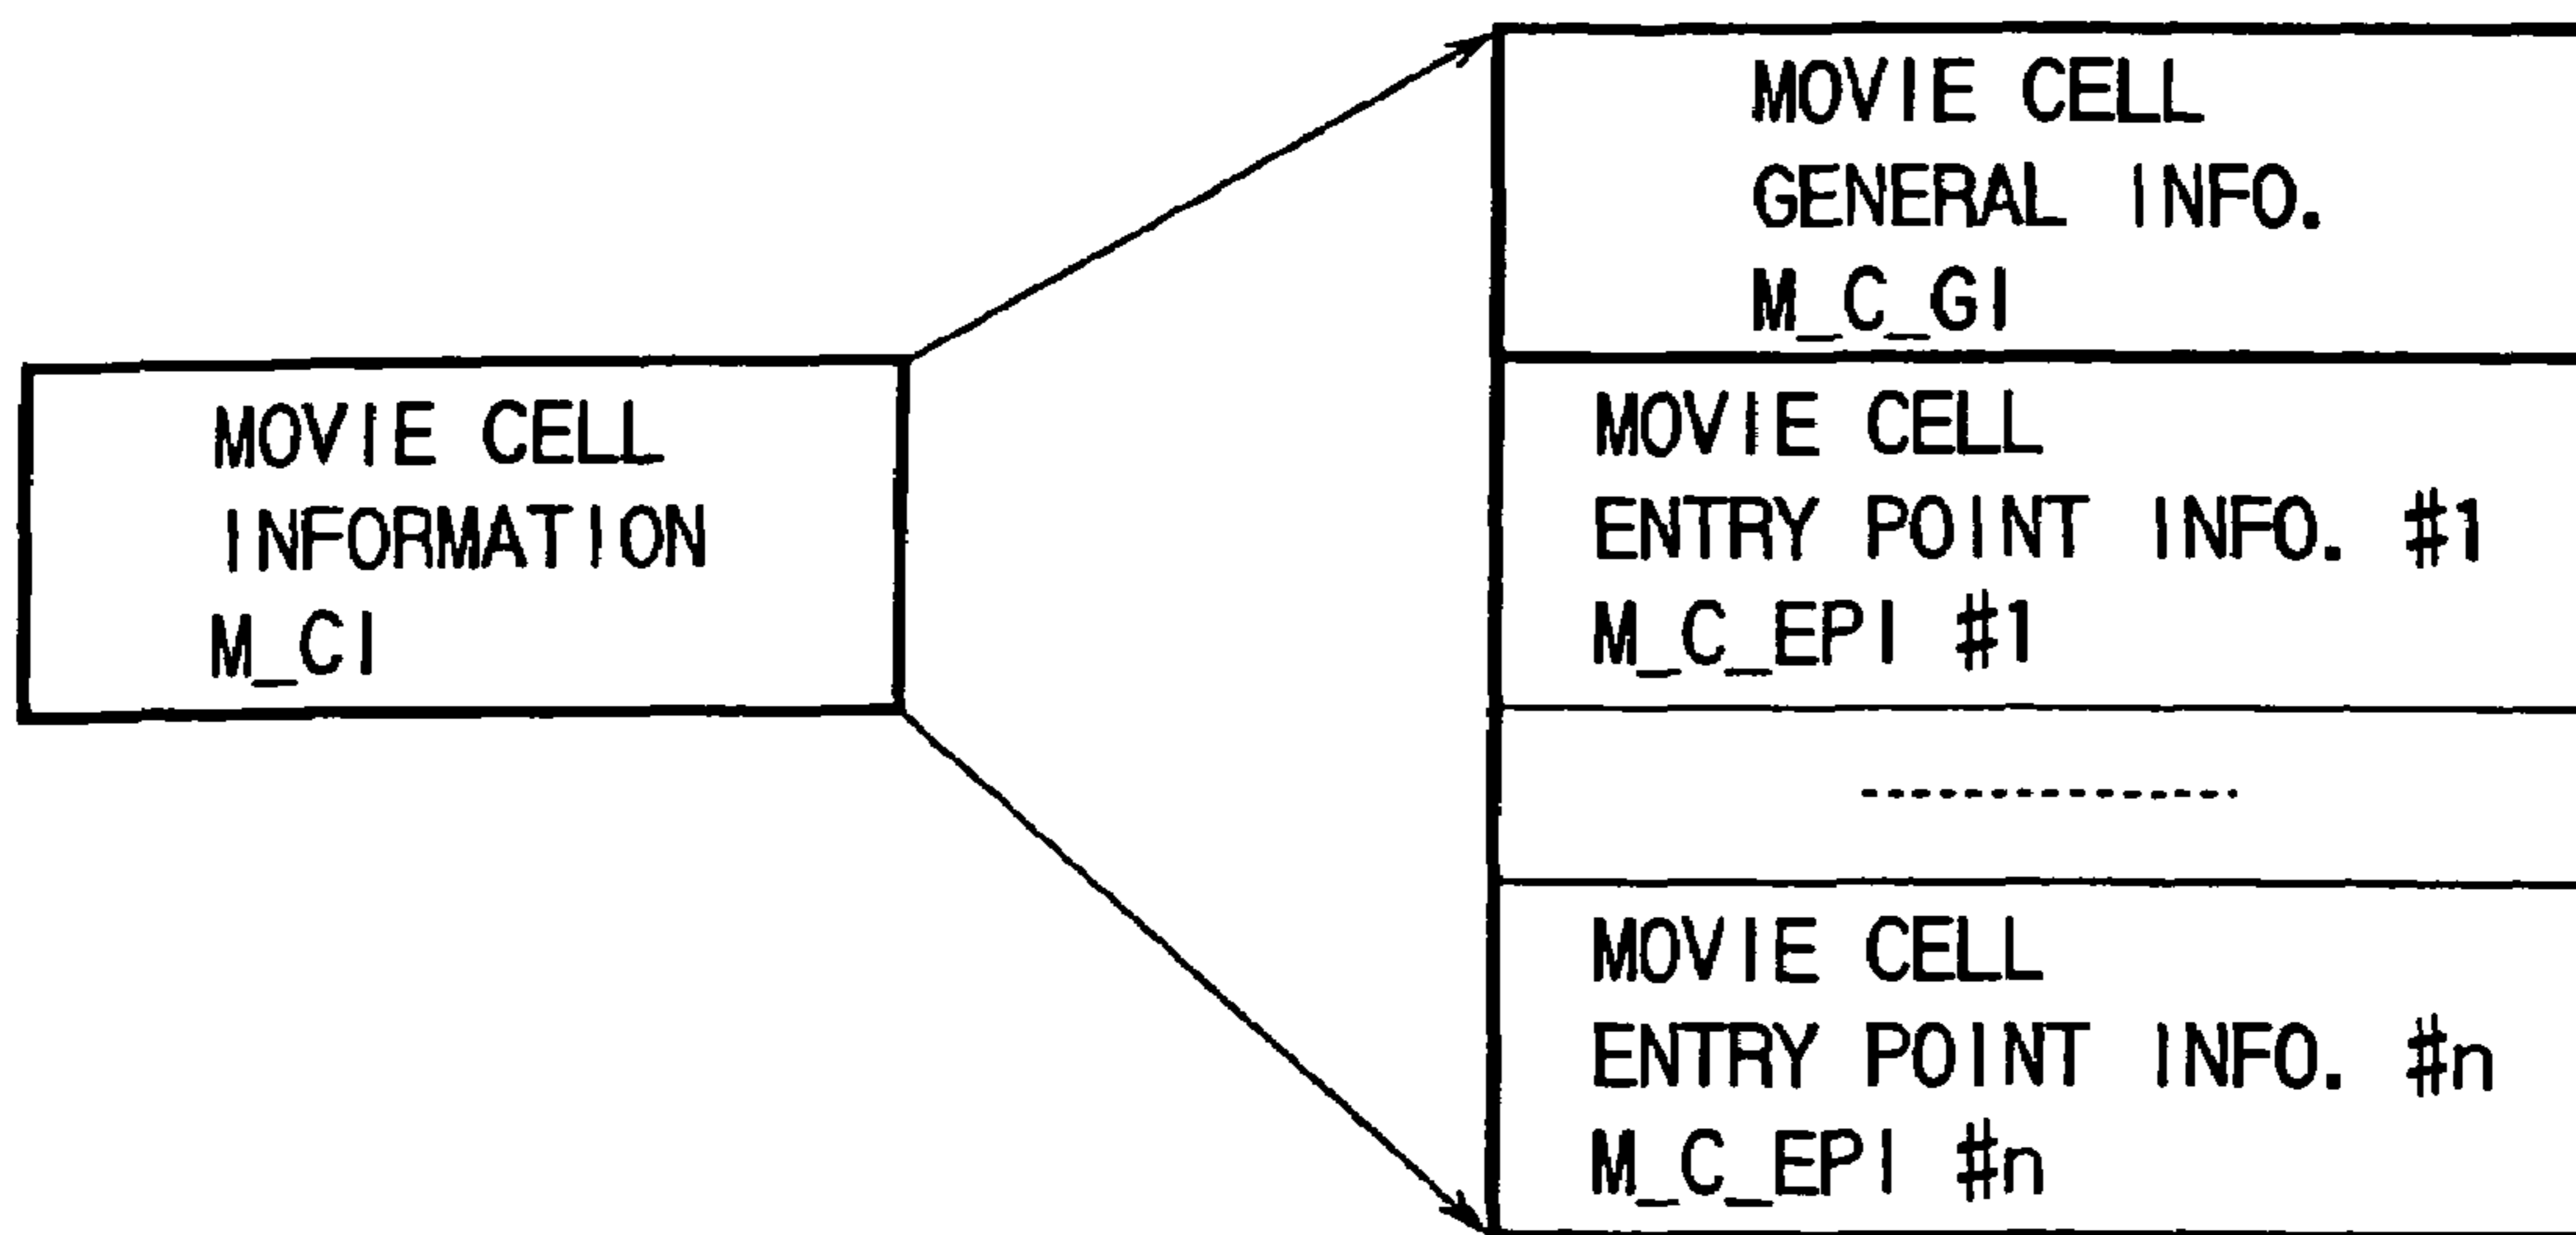 MOVIE CELL
INFORMATION
M_CI
MOVIE CELL
GENERAL INFO.
M_C_GI
MOVIE CELL
ENTRY POINT INFO. #1
M_C_EPI #1
MOVIE CELL
ENTRY POINT INFO. #n
M_C_EPI #n